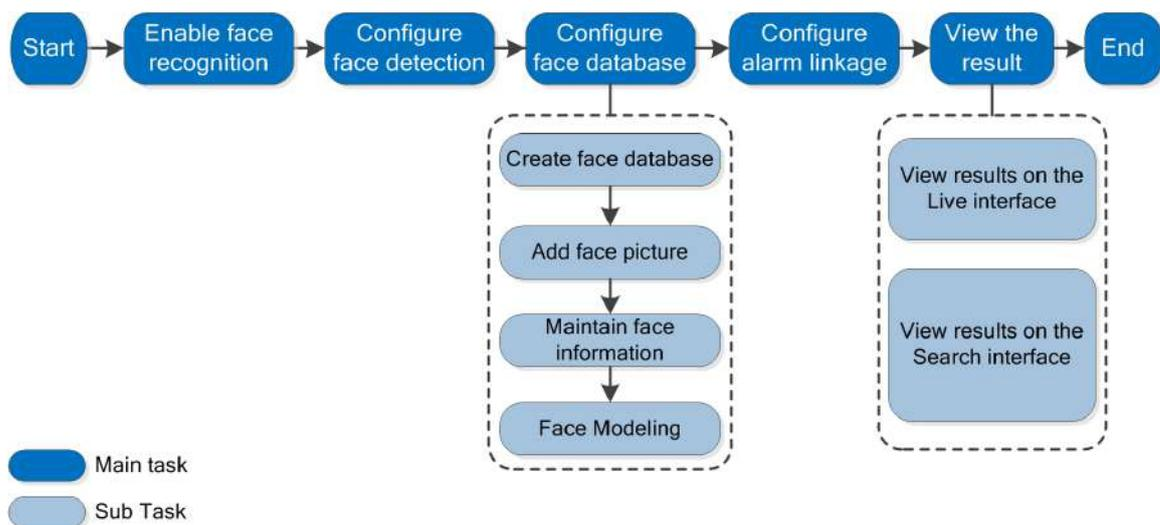 Start
Enable face
recognition
Configure
face detection
Configure
face database
Configure
alarm linkage
View the
result
End
Create face database
Add face picture
Maintain face
information
Face Modeling
View results on the
Live interface
View results on the
Search interface
Main task
Sub Task